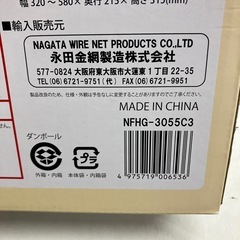 幅 320 ～ 580× 奥行 215× 高さ 315(mm)
■輸入販売元
NAGATA WIRE NET PRODUCTS CO.,LTD
永田金網製造株式会社
577-0824 大阪府東大阪市大蓮東1丁目 22-35
TEL(06)6721-9751(代) FAX(06)6721-9951
MADE IN CHINA
NFHG-3055C3
ダンボール
外箱・内箱
本体袋・内袋
4 975719 006536